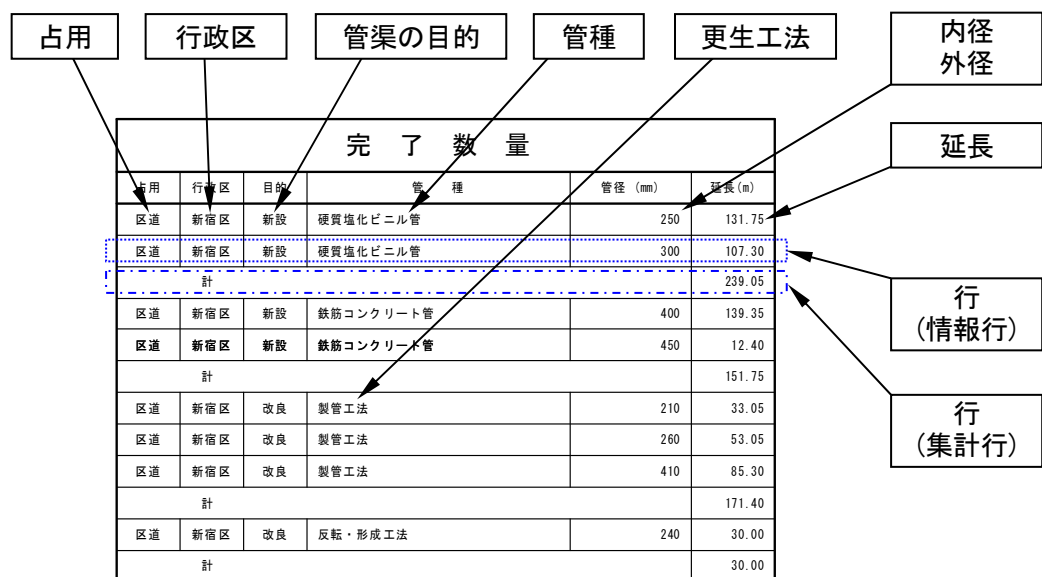 占用 行政区 管渠の目的 管種 更生工法 内径
外径
延長
完了数量
占用 行政区 目的 管種 管径 (mm) 延長(m)
区道 新宿区 新設 硬質塩化ビニル管 250 131.75
区道 新宿区 新設 硬質塩化ビニル管 300 107.30
計 239.05
行
(情報行)
区道 新宿区 新設 鉄筋コンクリート管 400 139.35
区道 新宿区 新設 鉄筋コンクリート管 450 12.40
計 151.75
行
(集計行)
区道 新宿区 改良 製管工法 210 33.05
区道 新宿区 改良 製管工法 260 53.05
区道 新宿区 改良 製管工法 410 85.30
計 171.40
区道 新宿区 改良 反転・形成工法 240 30.00
計 30.00